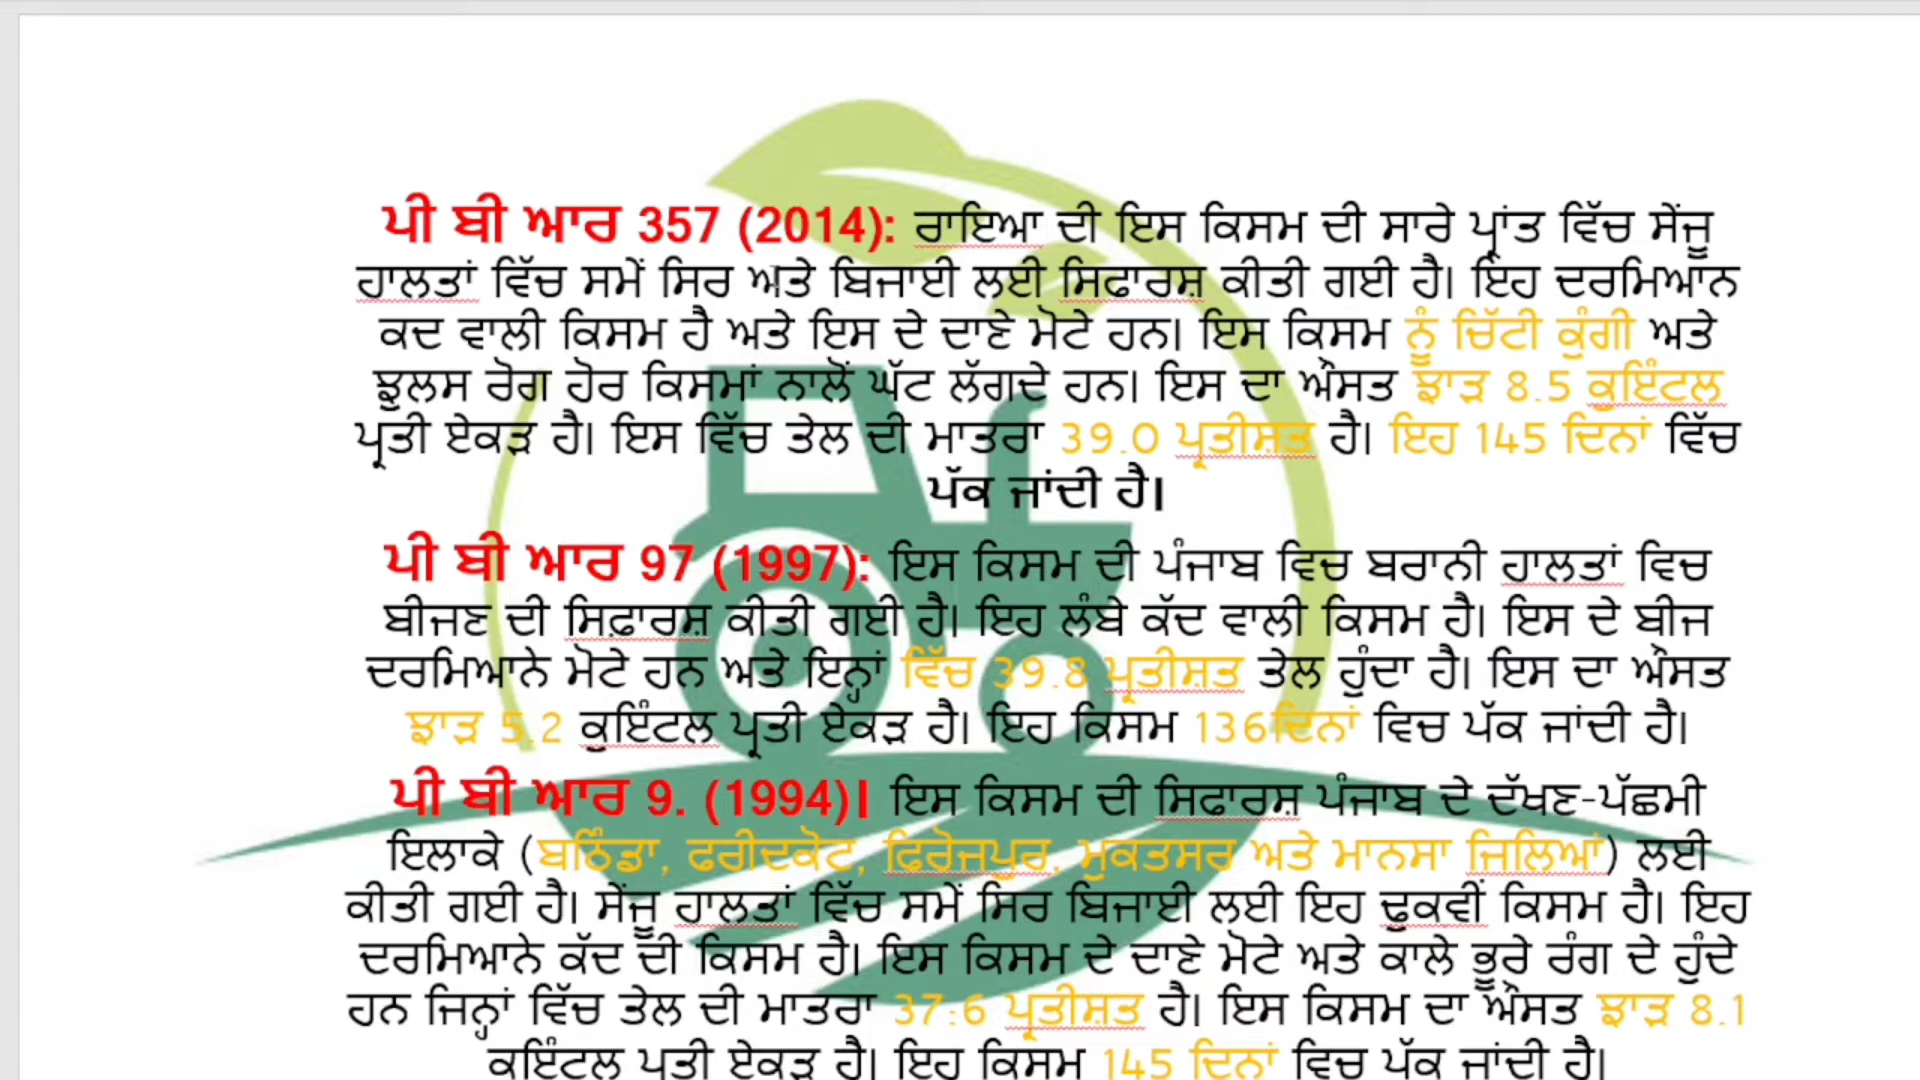 ਪੀ ਬੀ ਆਰ 357 (2014): ਰਾਇਆ ਦੀ ਇਸ ਕਿਸਮ ਦੀ ਸਾਰੇ ਪ੍ਰਾਂਤ ਵਿੱਚ ਸੇਂਜੂ
ਹਾਲਤਾਂ ਵਿੱਚ ਸਮੇਂ ਸਿਰ ਅਤੇ ਬਿਜਾਈ ਲਈ ਸਿਫਾਰਸ਼ ਕੀਤੀ ਗਈ ਹੈ। ਇਹ ਦਰਮਿਆਨ
ਕਦ ਵਾਲੀ ਕਿਸਮ ਹੈ ਅਤੇ ਇਸ ਦੇ ਦਾਣੇ ਮੋਟੇ ਹਨ। ਇਸ ਕਿਸਮ ਨੂੰ ਚਿੱਟੀ ਕੁੰਗੀ ਅਤੇ
ਝੁਲਸ ਰੋਗ ਹੋਰ ਕਿਸਮਾਂ ਨਾਲੋਂ ਘੱਟ ਲੱਗਦੇ ਹਨ। ਇਸ ਦਾ ਔਸਤ ਝਾੜ 8.5 ਕੁਇੰਟਲ
ਪ੍ਰਤੀ ਏਕੜ ਹੈ। ਇਸ ਵਿੱਚ ਤੇਲ ਦੀ ਮਾਤਰਾ 39.0 ਪ੍ਰਤੀਸ਼ਤ ਹੈ। ਇਹ 145 ਦਿਨਾਂ ਵਿੱਚ
ਪੱਕ ਜਾਂਦੀ ਹੈ।
ਪੀ ਬੀ ਆਰ 97 (1997): ਇਸ ਕਿਸਮ ਦੀ ਪੰਜਾਬ ਵਿਚ ਬਰਾਨੀ ਹਾਲਤਾਂ ਵਿਚ
ਬੀਜਣ ਦੀ ਸਿਫ਼ਾਰਸ਼ ਕੀਤੀ ਗਈ ਹੈ। ਇਹ ਲੰਬੇ ਕੱਦ ਵਾਲੀ ਕਿਸਮ ਹੈ। ਇਸ ਦੇ ਬੀਜ
ਦਰਮਿਆਨੇ ਮੋਟੇ ਹਨ ਅਤੇ ਇਨ੍ਹਾਂ ਵਿੱਚ 39.8 ਪ੍ਰਤੀਸ਼ਤ ਤੇਲ ਹੁੰਦਾ ਹੈ। ਇਸ ਦਾ ਔਸਤ
ਝਾੜ 5.2 ਕੁਇੰਟਲ ਪ੍ਰਤੀ ਏਕੜ ਹੈ। ਇਹ ਕਿਸਮ 136ਦਿਨਾਂ ਵਿਚ ਪੱਕ ਜਾਂਦੀ ਹੈ।
ਪੀ ਬੀ ਆਰ 9. (1994)। ਇਸ ਕਿਸਮ ਦੀ ਸਿਫਾਰਸ਼ ਪੰਜਾਬ ਦੇ ਦੱਖਣ-ਪੱਛਮੀ
ਇਲਾਕੇ (ਬਠਿੰਡਾ, ਫਰੀਦਕੋਟ, ਫ਼ਿਰੋਜਪੁਰ, ਮੁਕਤਸਰ ਅਤੇ ਮਾਨਸਾ ਜਿਲਿਆਂ) ਲਈ
ਕੀਤੀ ਗਈ ਹੈ। ਸੇਂਜੂ ਹਾਲਤਾਂ ਵਿੱਚ ਸਮੇਂ ਸਿਰ ਬਿਜਾਈ ਲਈ ਇਹ ਢੁਕਵੀਂ ਕਿਸਮ ਹੈ। ਇਹ
ਦਰਮਿਆਨੇ ਕੱਦ ਦੀ ਕਿਸਮ ਹੈ। ਇਸ ਕਿਸਮ ਦੇ ਦਾਣੇ ਮੋਟੇ ਅਤੇ ਕਾਲੇ ਭੂਰੇ ਰੰਗ ਦੇ ਹੁੰਦੇ
ਹਨ ਜਿਨ੍ਹਾਂ ਵਿੱਚ ਤੇਲ ਦੀ ਮਾਤਰਾ 37:6 ਪ੍ਰਤੀਸ਼ਤ ਹੈ। ਇਸ ਕਿਸਮ ਦਾ ਔਸਤ ਝਾੜ 8.1
ਕੁਇੰਟਲ ਪ੍ਰਤੀ ਏਕੜ ਹੈ। ਇਹ ਕਿਸਮ 145 ਦਿਨਾਂ ਵਿਚ ਪੱਕ ਜਾਂਦੀ ਹੈ।